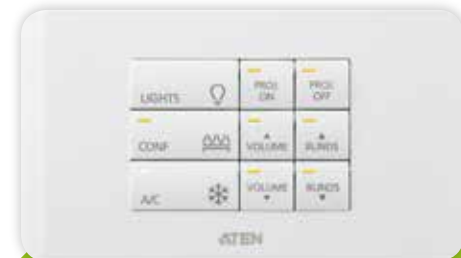 LIGHTS
PROJ. ON
PROJ. OFF
CONF
▲ VOLUME
▲ BLINDS
A/C
VOLUME ▼
BLINDS ▼
ATEN